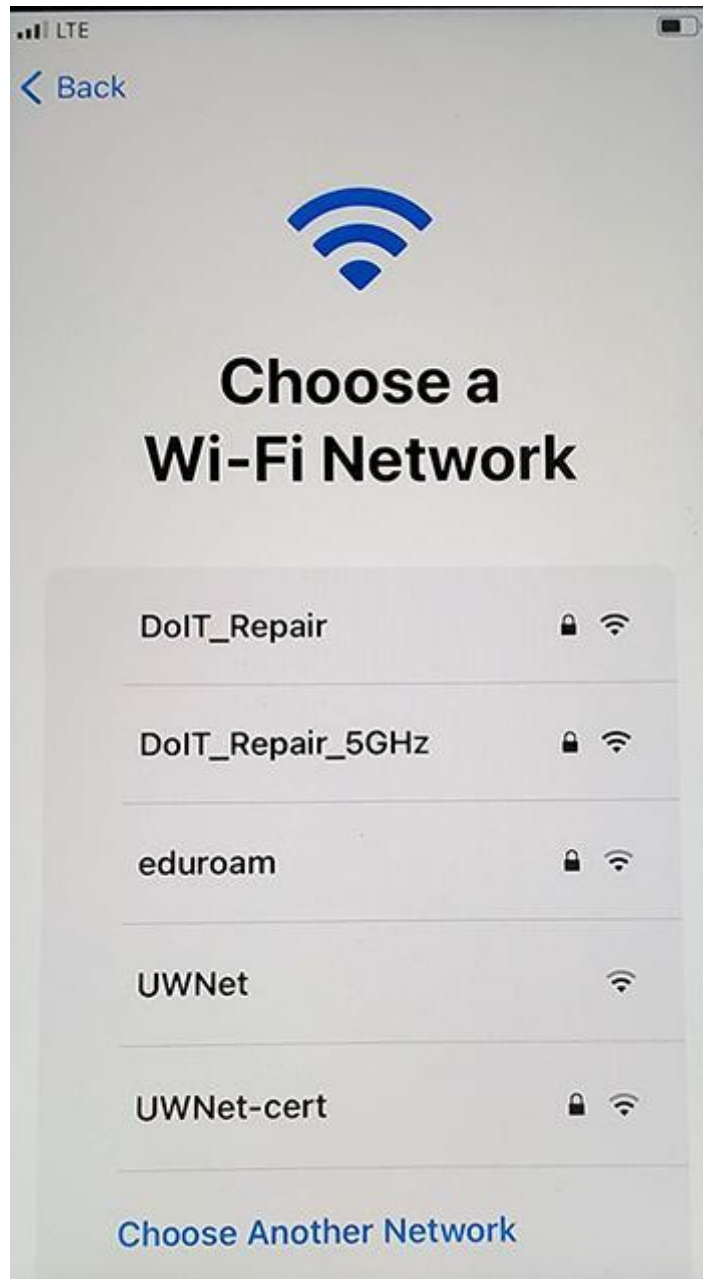 LTE
Back
Choose a
Wi-Fi Network
DoIT_Repair
DoIT_Repair_5GHz
eduroam
UWNet
UWNet-cert
Choose Another Network